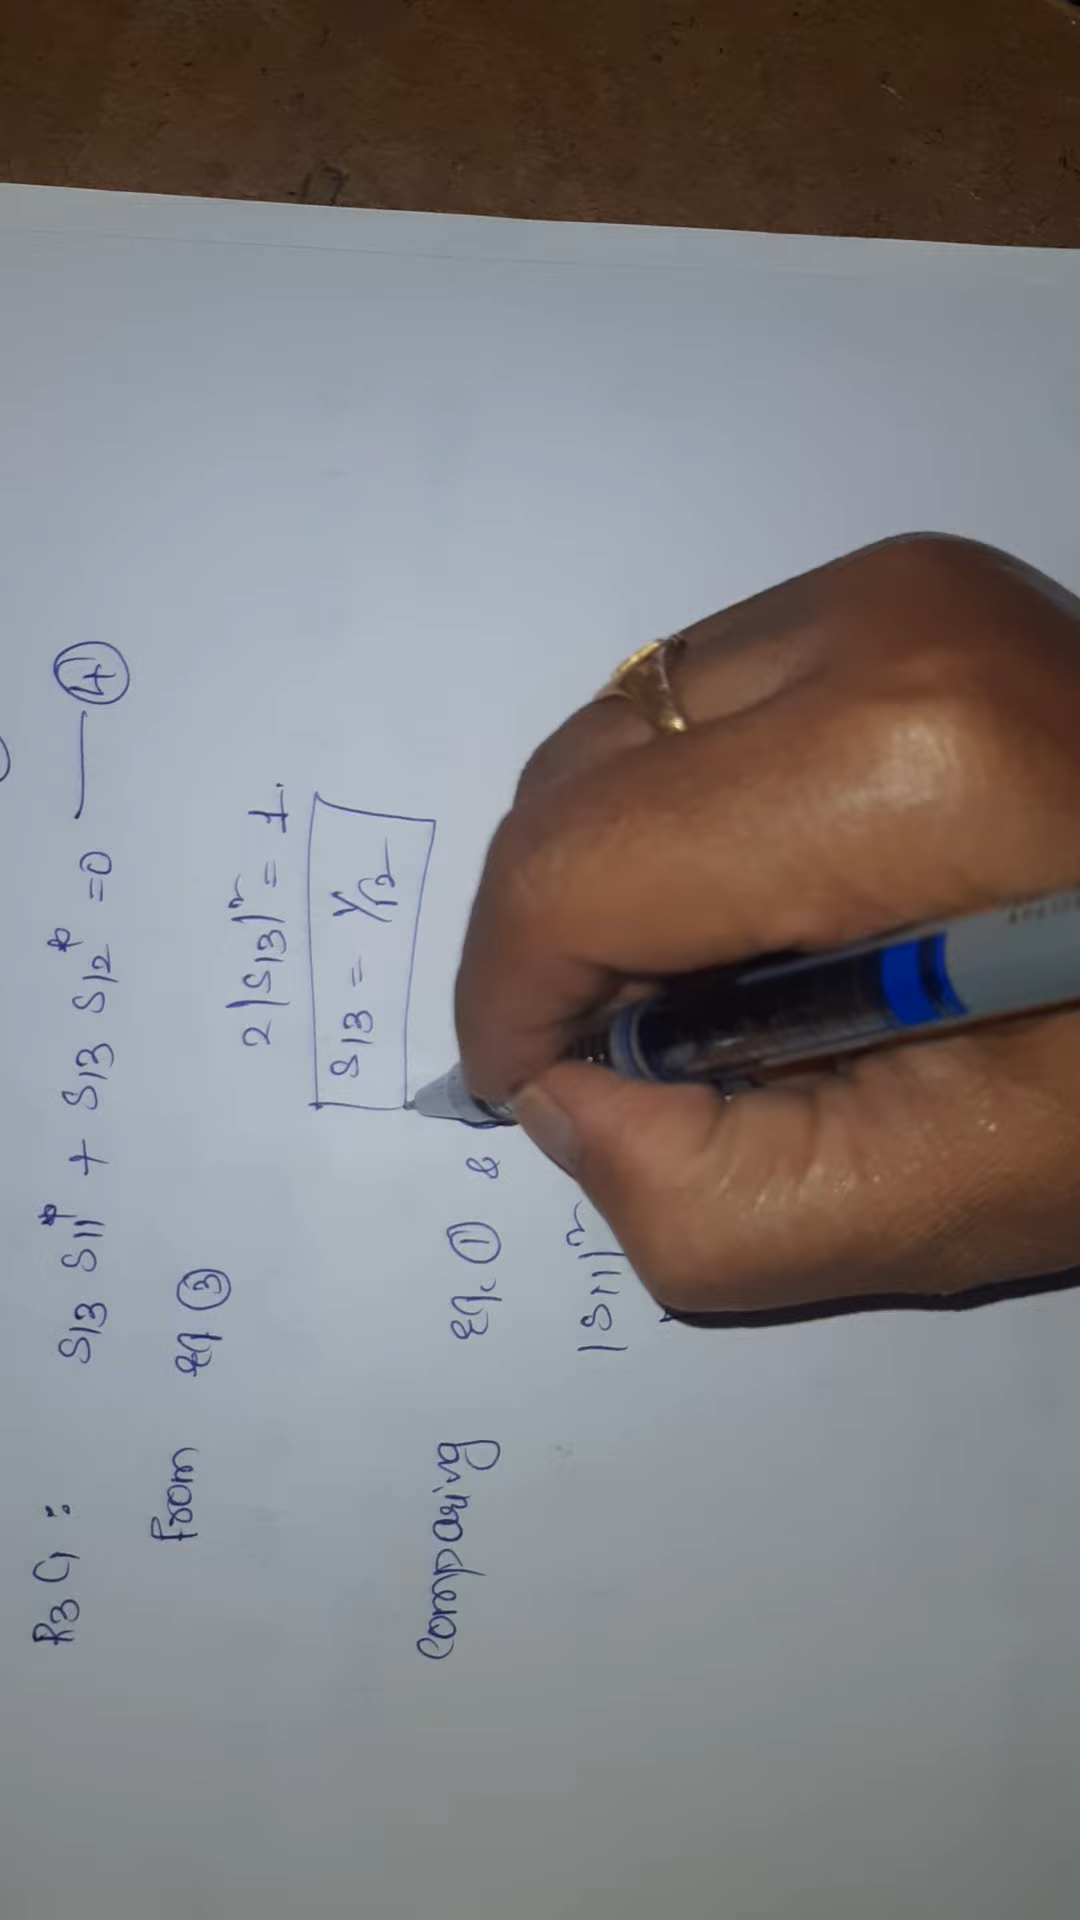 R3 C1 : S13 S11* + S13 S12* = 0 —— ④
From eq ③
2|S13|² = 1.
S13 = 1/√2
Comparing eq. ① &
|S11|²